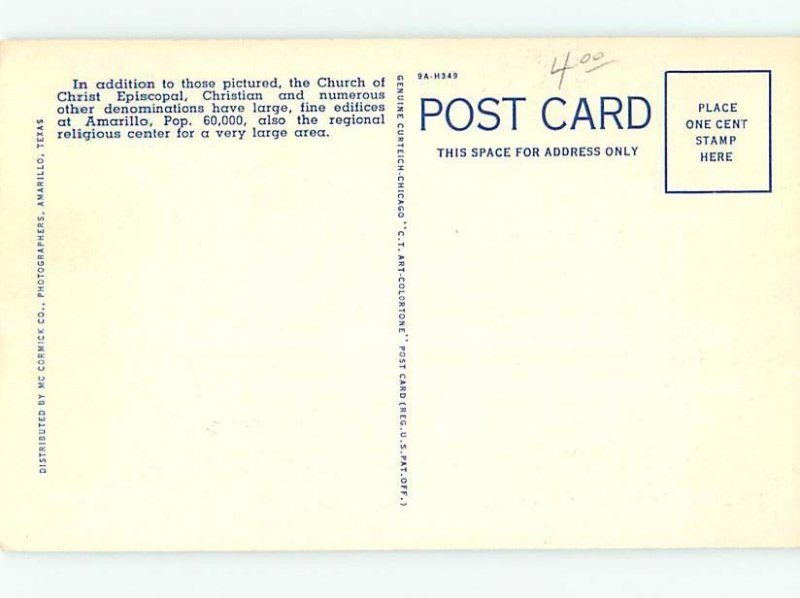 In addition to those pictured, the Church of
Christ Episcopal, Christian and numerous
other denominations have large, fine edifices
at Amarillo, Pop. 60,000, also the regional
religious center for a very large area.
DISTRIBUTED BY MC CORMICK CO., PHOTOGRAPHERS, AMARILLO, TEXAS
GENUINE CURTEICH-CHICAGO "C.T. ART-COLORTONE" POST CARD (REG. U.S. PAT. OFF.)
9A-H349
4.00
POST CARD
THIS SPACE FOR ADDRESS ONLY
PLACE
ONE CENT
STAMP
HERE